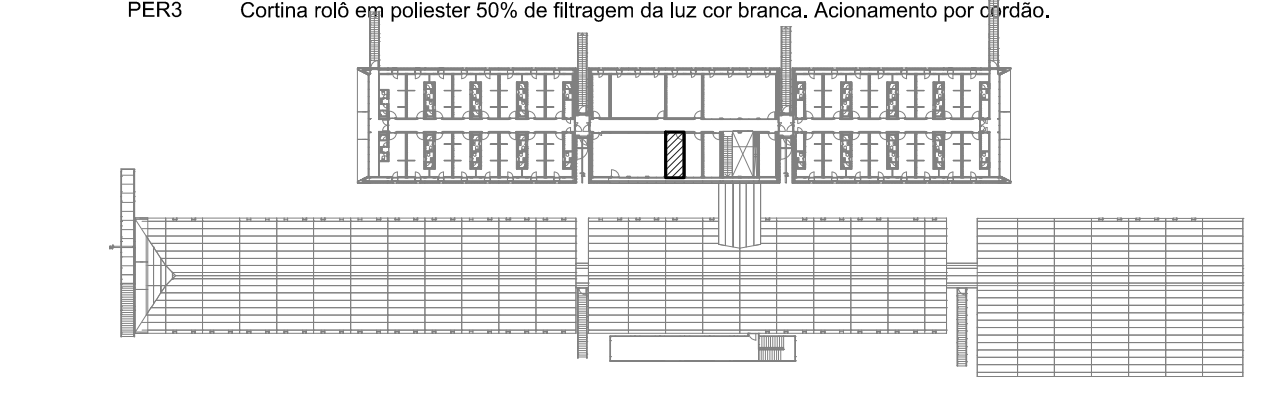 PER3 Cortina rolô em poliester 50% de filtragem da luz cor branca. Acionamento por cordão.